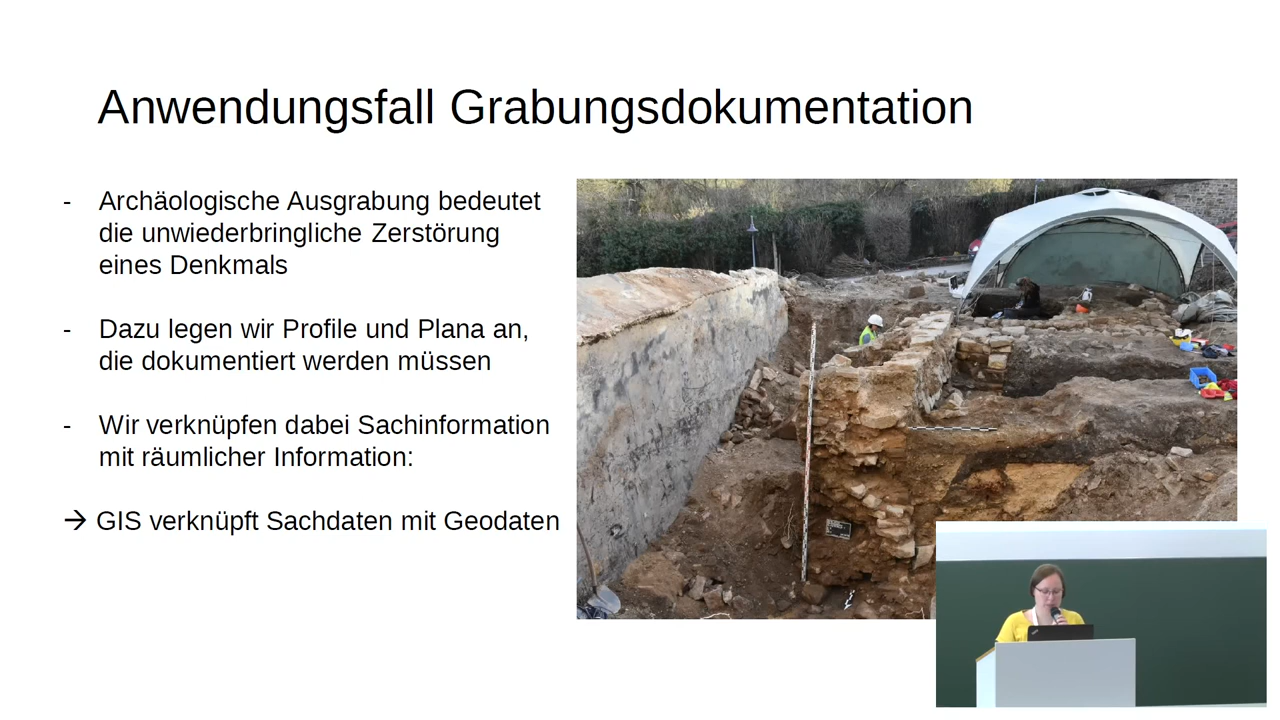 Anwendungsfall Grabungsdokumentation
- Archäologische Ausgrabung bedeutet
die unwiederbringliche Zerstörung
eines Denkmals
- Dazu legen wir Profile und Plana an,
die dokumentiert werden müssen
- Wir verknüpfen dabei Sachinformation
mit räumlicher Information:
→ GIS verknüpft Sachdaten mit Geodaten